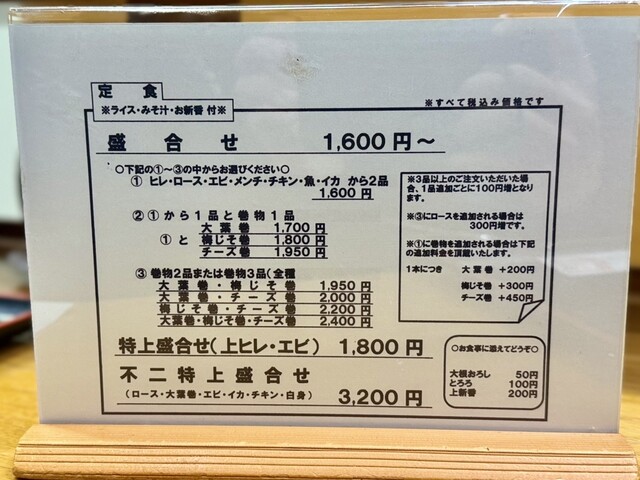 定食
※ライス・みそ汁・お新香 付※
※すべて税込み価格です
盛合せ 1,600円～
○下記の①～③の中からお選びください○
① ヒレ・ロース・エビ・メンチ・チキン・魚・イカ から2品
1,600円
②①から1品と巻物1品
大葉巻 1,700円
①と 梅じそ巻 1,800円
チーズ巻 1,950円
③ 巻物2品または巻物3品(全種
大葉巻・梅じそ巻 1,950円
大葉巻・チーズ巻 2,000円
梅じそ巻・チーズ巻 2,200円
大葉巻・梅じそ巻・チーズ巻 2,400円
※3品以上のご注文いただいた場
合、1品追加ごとに100円増となり
ます。
※③にロースを追加される場合は
300円増です。
※①に巻物を追加される場合は下記
の追加料金を頂戴いたします。
1本につき 大葉巻 +200円
梅じそ巻 +300円
チーズ巻 +450円
特上盛合せ(上ヒレ・エビ) 1,800円
不二特上盛合せ
(ロース・大葉巻・エビ・イカ・チキン・白身) 3,200円
○お食事に添えてどうぞ○
大根おろし 50円
とろろ 100円
上新香 200円